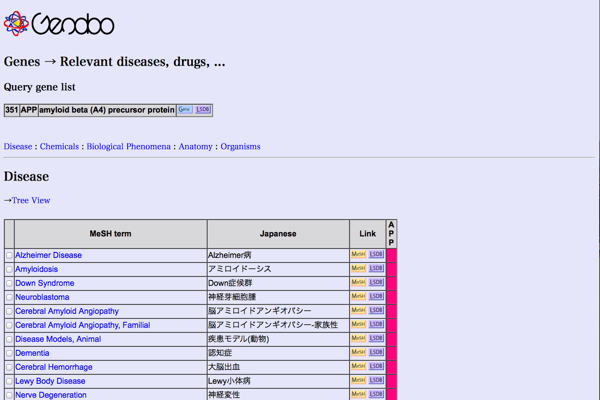 Gendoo
Genes → Relevant diseases, drugs, ...
Query gene list
351 APP amyloid beta (A4) precursor protein Gene LSDB
Disease : Chemicals : Biological Phenomena : Anatomy : Organisms
Disease
→Tree View
MeSH term Japanese Link APP
Alzheimer Disease Alzheimer病 MeSH LSDB
Amyloidosis アミロイドーシス MeSH LSDB
Down Syndrome Down症候群 MeSH LSDB
Neuroblastoma 神経芽細胞腫 MeSH LSDB
Cerebral Amyloid Angiopathy 脳アミロイドアンギオパシー MeSH LSDB
Cerebral Amyloid Angiopathy, Familial 脳アミロイドアンギオパシー-家族性 MeSH LSDB
Disease Models, Animal 疾患モデル(動物) MeSH LSDB
Dementia 認知症 MeSH LSDB
Cerebral Hemorrhage 大脳出血 MeSH LSDB
Lewy Body Disease Lewy小体病 MeSH LSDB
Nerve Degeneration 神経変性 MeSH LSDB